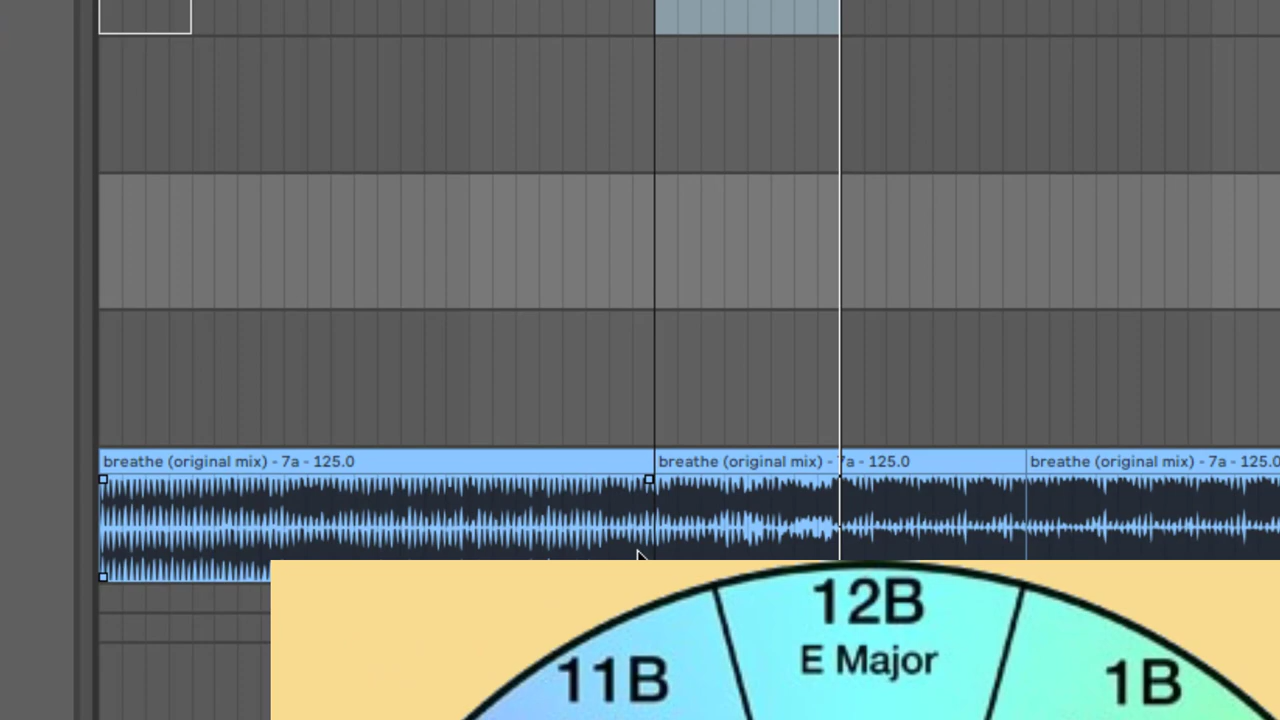 breathe (original mix) - 7a - 125.0
breathe (original mix) - 7a - 125.0
breathe (original mix) - 7a - 125.0
12B
E Major
11B
1B